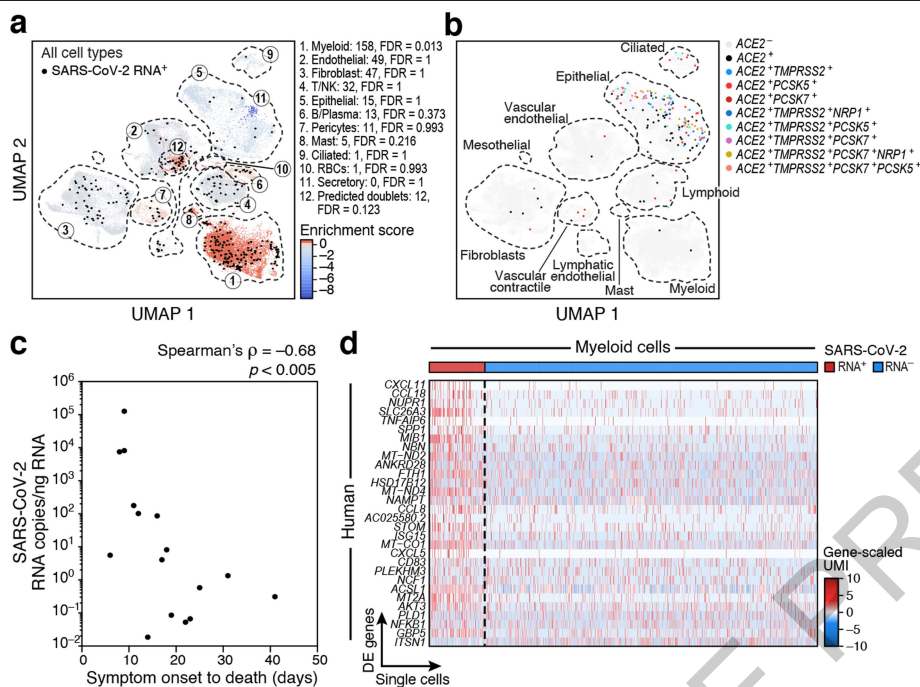 a
All cell types
• SARS-CoV-2 RNA+
9
5
11
2
12
10
6
7
4
3
8
1
UMAP 2
UMAP 1
1. Myeloid: 158, FDR = 0.013
2. Endothelial: 49, FDR = 1
3. Fibroblast: 47, FDR = 1
4. T/NK: 32, FDR = 1
5. Epithelial: 15, FDR = 1
6. B/Plasma: 13, FDR = 0.373
7. Pericytes: 11, FDR = 0.993
8. Mast: 5, FDR = 0.216
9. Ciliated: 1, FDR = 1
10. RBCs: 1, FDR = 0.993
11. Secretory: 0, FDR = 1
12. Predicted doublets: 12,
FDR = 0.123
Enrichment score
0
−2
−4
−6
−8
b
Ciliated
Epithelial
Vascular
endothelial
Mesothelial
Lymphoid
Fibroblasts
Vascular
contractile
Lymphatic
endothelial
Mast
Myeloid
UMAP 1
ACE2−
ACE2+
ACE2+TMPRSS2+
ACE2+PCSK5+
ACE2+PCSK7+
ACE2+TMPRSS2+NRP1+
ACE2+TMPRSS2+PCSK5+
ACE2+TMPRSS2+PCSK7+
ACE2+TMPRSS2+PCSK7+NRP1+
ACE2+TMPRSS2+PCSK7+PCSK5+
c
Spearman's ρ = −0.68
p < 0.005
SARS-CoV-2
RNA copies/ng RNA
10^6
10^5
10^4
10^3
10^2
10^1
10^0
10^−1
10^−2
0 10 20 30 40 50
Symptom onset to death (days)
d
Myeloid cells
SARS-CoV-2
RNA+ RNA−
Human
CXCL11
CCL18
NUPR1
SLC26A3
TNFAIP6
SPP1
MIB1
NBN
MT-ND2
ANKRD28
FTH1
HSD17B12
MT-ND4
NAMPT
CCL8
AC025580.2
STOM
ISG15
MT-CO1
CXCL5
CD83
PLEKHM3
NCF1
ACSL1
MT2A
AKT3
PLD1
NFKB1
GBP5
ITSN1
DE genes
Single cells
Gene-scaled
UMI
10
5
0
−5
−10